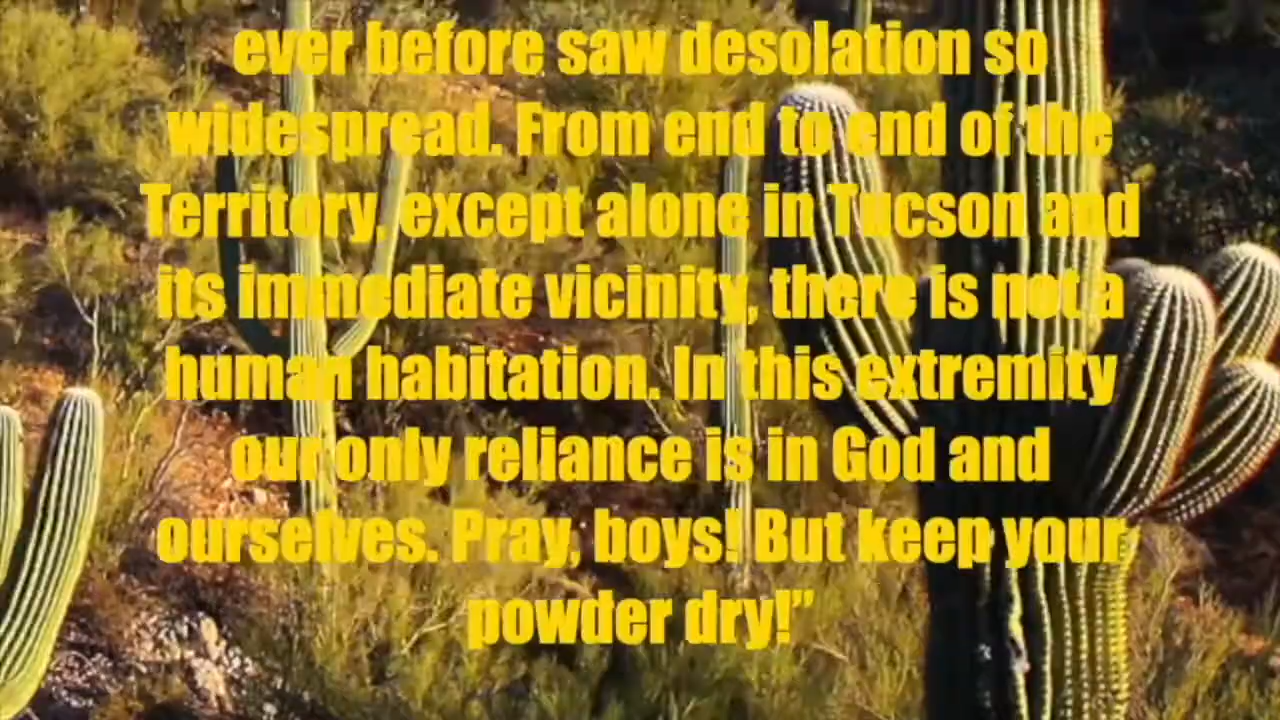 ever before saw desolation so
widespread. From end to end of the
Territory, except alone in Tucson and
its immediate vicinity, there is not a
human habitation. In this extremity
our only reliance is in God and
ourselves. Pray, boys! But keep your
powder dry!”